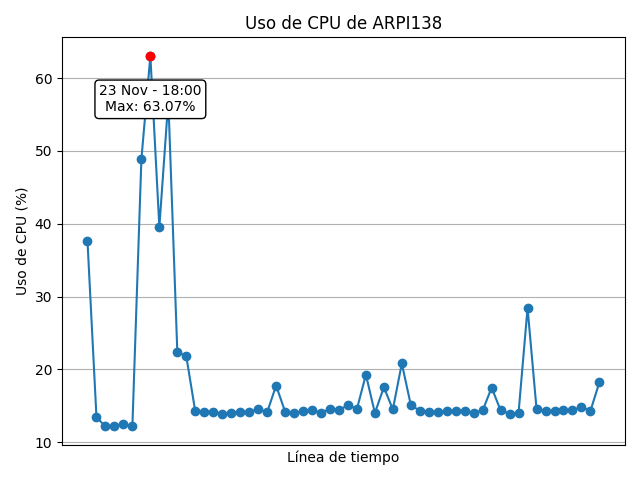 Uso de CPU de ARPI138
Uso de CPU (%)
60
50
40
30
20
10
23 Nov - 18:00
Max: 63.07%
Línea de tiempo